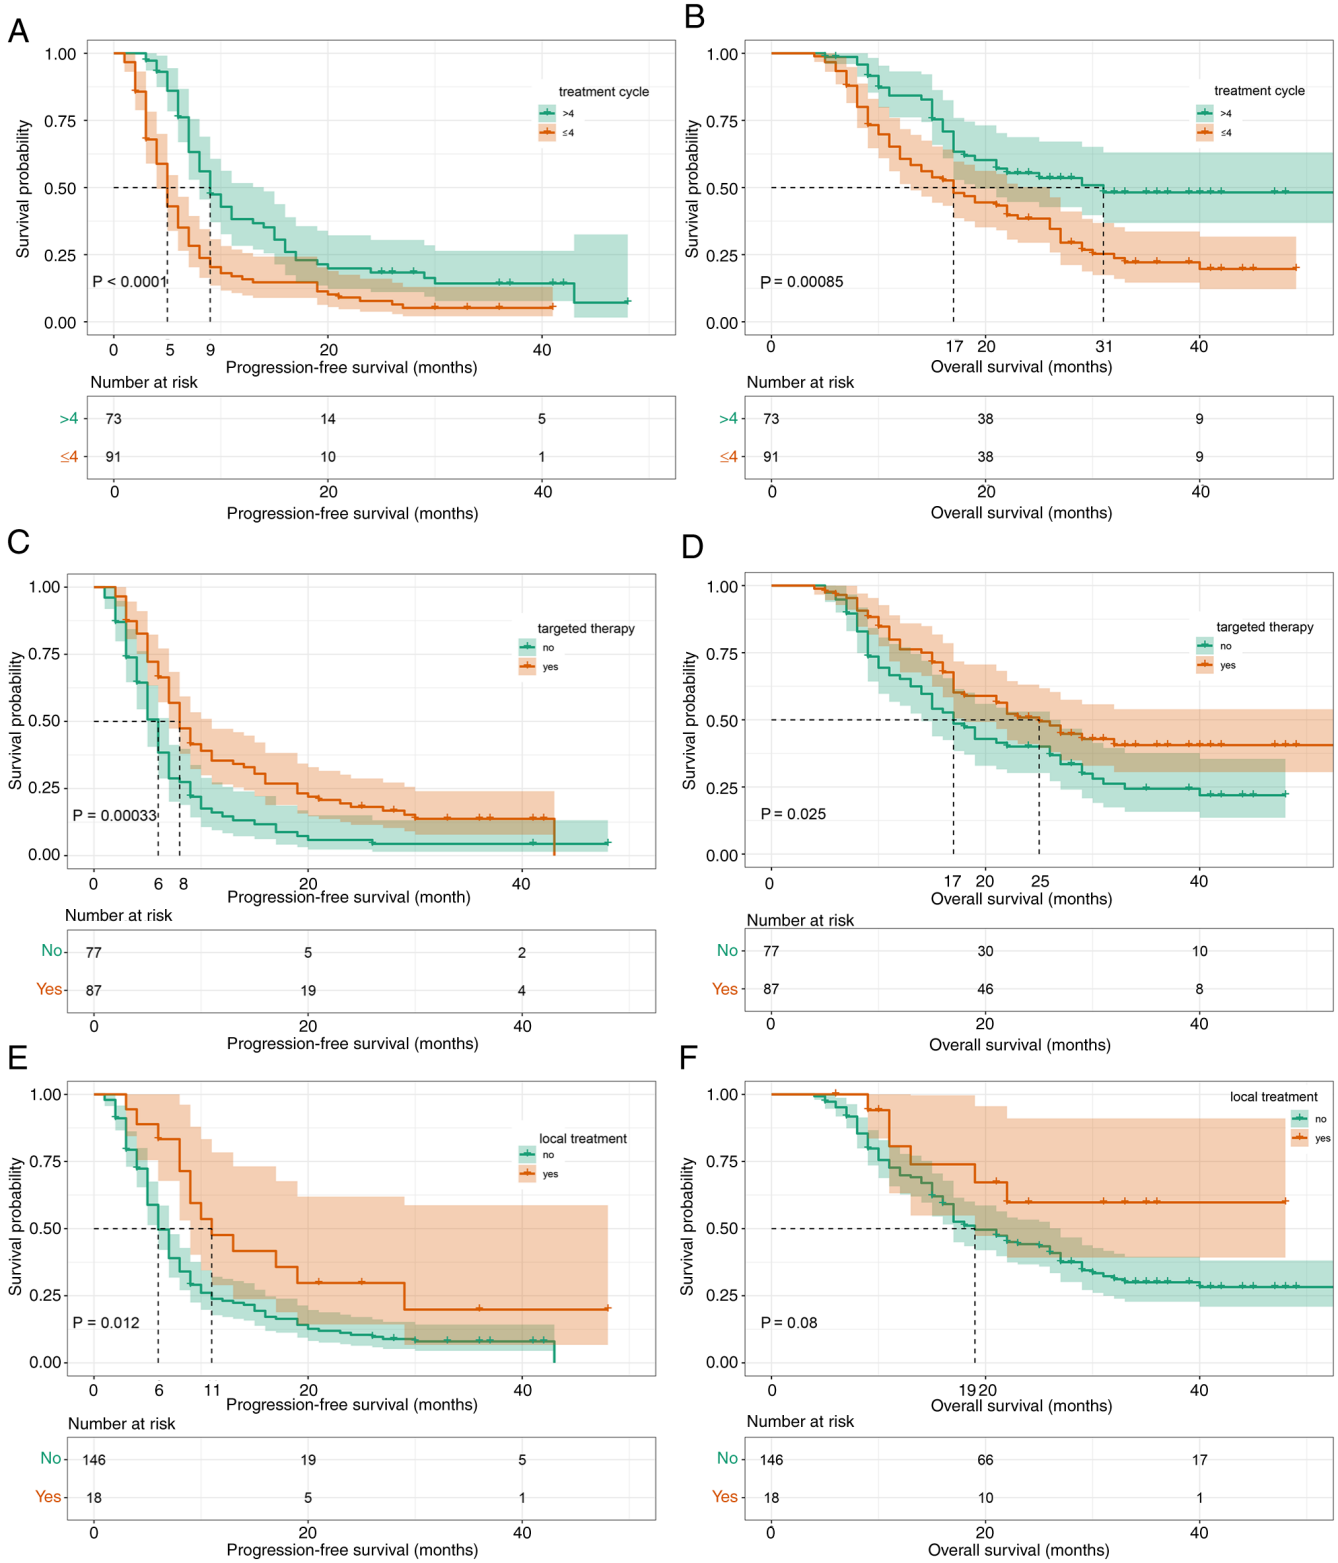 A
1.00
0.75
0.50
0.25
0.00
Survival probability
treatment cycle
>4
≤4
P < 0.0001
0 5 9 20 40
Progression-free survival (months)
Number at risk
>4 73 14 5
≤4 91 10 1
0 20 40
Progression-free survival (months)
B
1.00
0.75
0.50
0.25
0.00
Survival probability
treatment cycle
>4
≤4
P = 0.00085
0 17 20 31 40
Overall survival (months)
Number at risk
>4 73 38 9
≤4 91 38 9
0 20 40
Overall survival (months)
C
1.00
0.75
0.50
0.25
0.00
Survival probability
targeted therapy
no
yes
P = 0.00033
0 6 8 20 40
Progression-free survival (month)
Number at risk
No 77 5 2
Yes 87 19 4
0 20 40
Progression-free survival (months)
D
1.00
0.75
0.50
0.25
0.00
Survival probability
targeted therapy
no
yes
P = 0.025
0 17 20 25 40
Overall survival (months)
Number at risk
No 77 30 10
Yes 87 46 8
0 20 40
Overall survival (months)
E
1.00
0.75
0.50
0.25
0.00
Survival probability
local treatment
no
yes
P = 0.012
0 6 11 20 40
Progression-free survival (months)
Number at risk
No 146 19 5
Yes 18 5 1
0 20 40
Progression-free survival (months)
F
1.00
0.75
0.50
0.25
0.00
Survival probability
local treatment
no
yes
P = 0.08
0 19 20 40
Overall survival (months)
Number at risk
No 146 66 17
Yes 18 10 1
0 20 40
Overall survival (months)